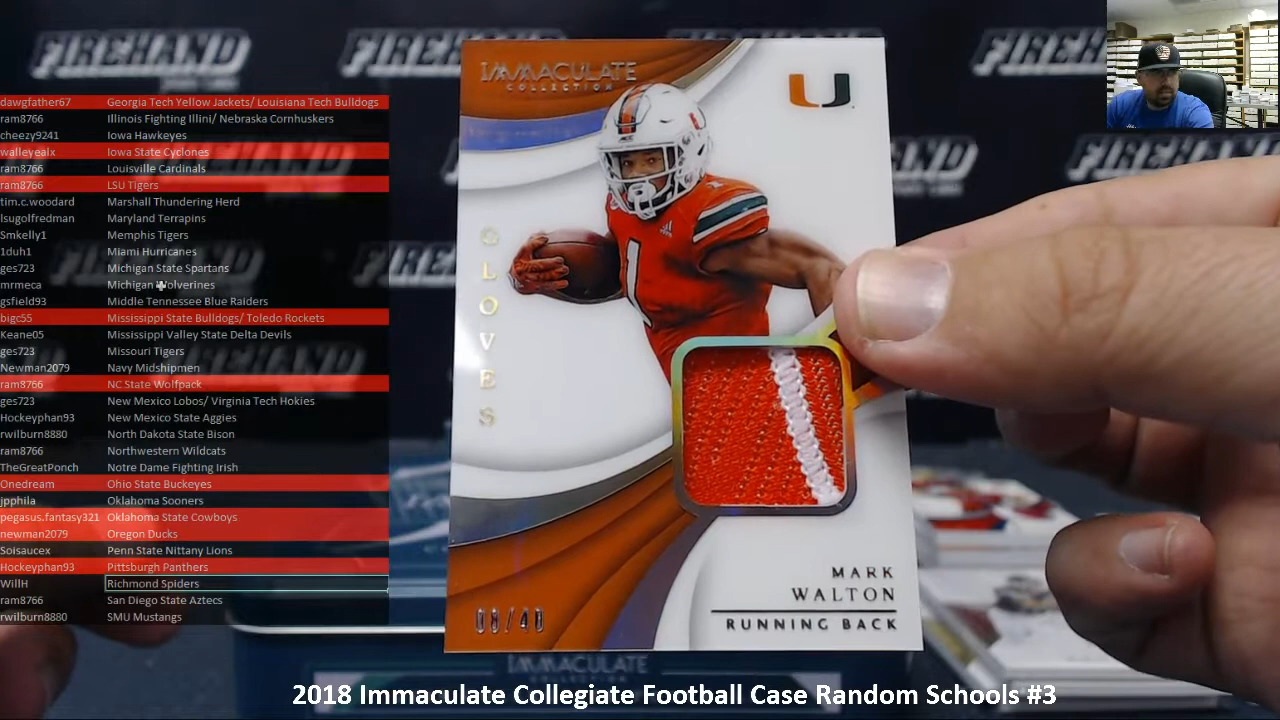 FIREHAND
FIREHAND
FIREH
dawgfather67 Georgia Tech Yellow Jackets/ Louisiana Tech Bulldogs
ram8766 Illinois Fighting Illini/ Nebraska Cornhuskers
cheezy9241 Iowa Hawkeyes
walleyealx Iowa State Cyclones
ram8766 Louisville Cardinals
ram8766 LSU Tigers
tim.c.woodard Marshall Thundering Herd
lsugolfredman Maryland Terrapins
Smkelly1 Memphis Tigers
1duh1 Miami Hurricanes
ges723 Michigan State Spartans
mrmeca Michigan Wolverines
gsfield93 Middle Tennessee Blue Raiders
bigc55 Mississippi State Bulldogs/ Toledo Rockets
Keane05 Mississippi Valley State Delta Devils
ges723 Missouri Tigers
Newman2079 Navy Midshipmen
ram8766 NC State Wolfpack
ges723 New Mexico Lobos/ Virginia Tech Hokies
Hockeyphan93 New Mexico State Aggies
rwilburn8880 North Dakota State Bison
ram8766 Northwestern Wildcats
TheGreatPonch Notre Dame Fighting Irish
Onedream Ohio State Buckeyes
jpphila Oklahoma Sooners
pegasus.fantasy321 Oklahoma State Cowboys
newman2079 Oregon Ducks
Soisaucex Penn State Nittany Lions
Hockeyphan93 Pittsburgh Panthers
WillH Richmond Spiders
ram8766 San Diego State Aztecs
rwilburn8880 SMU Mustangs
IMMACULATE
COLLECTION
U
1
GLOVES
MARK
WALTON
RUNNING BACK
08/40
IMMACULATE
COLLECTION
2018 Immaculate Collegiate Football Case Random Schools #3